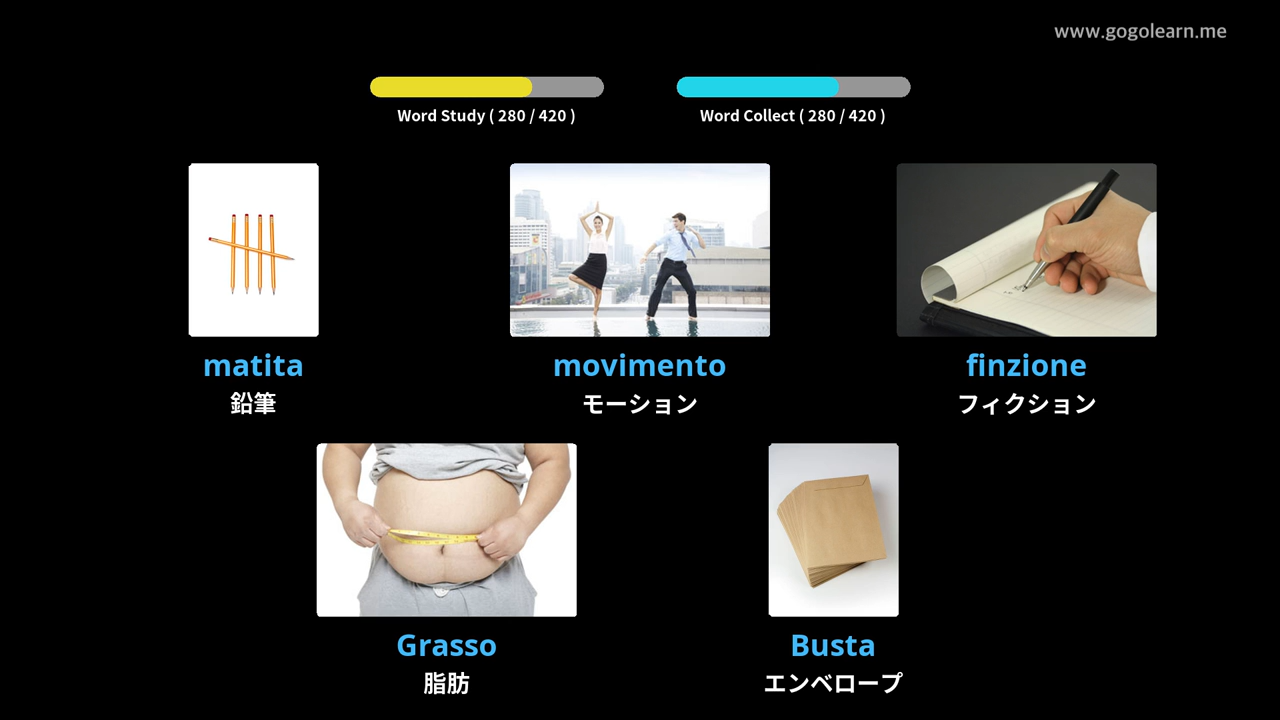 www.gogolearn.me
Word Study ( 280 / 420 )
Word Collect ( 280 / 420 )
matita
鉛筆
movimento
モーション
finzione
フィクション
Grasso
脂肪
Busta
エンベロープ